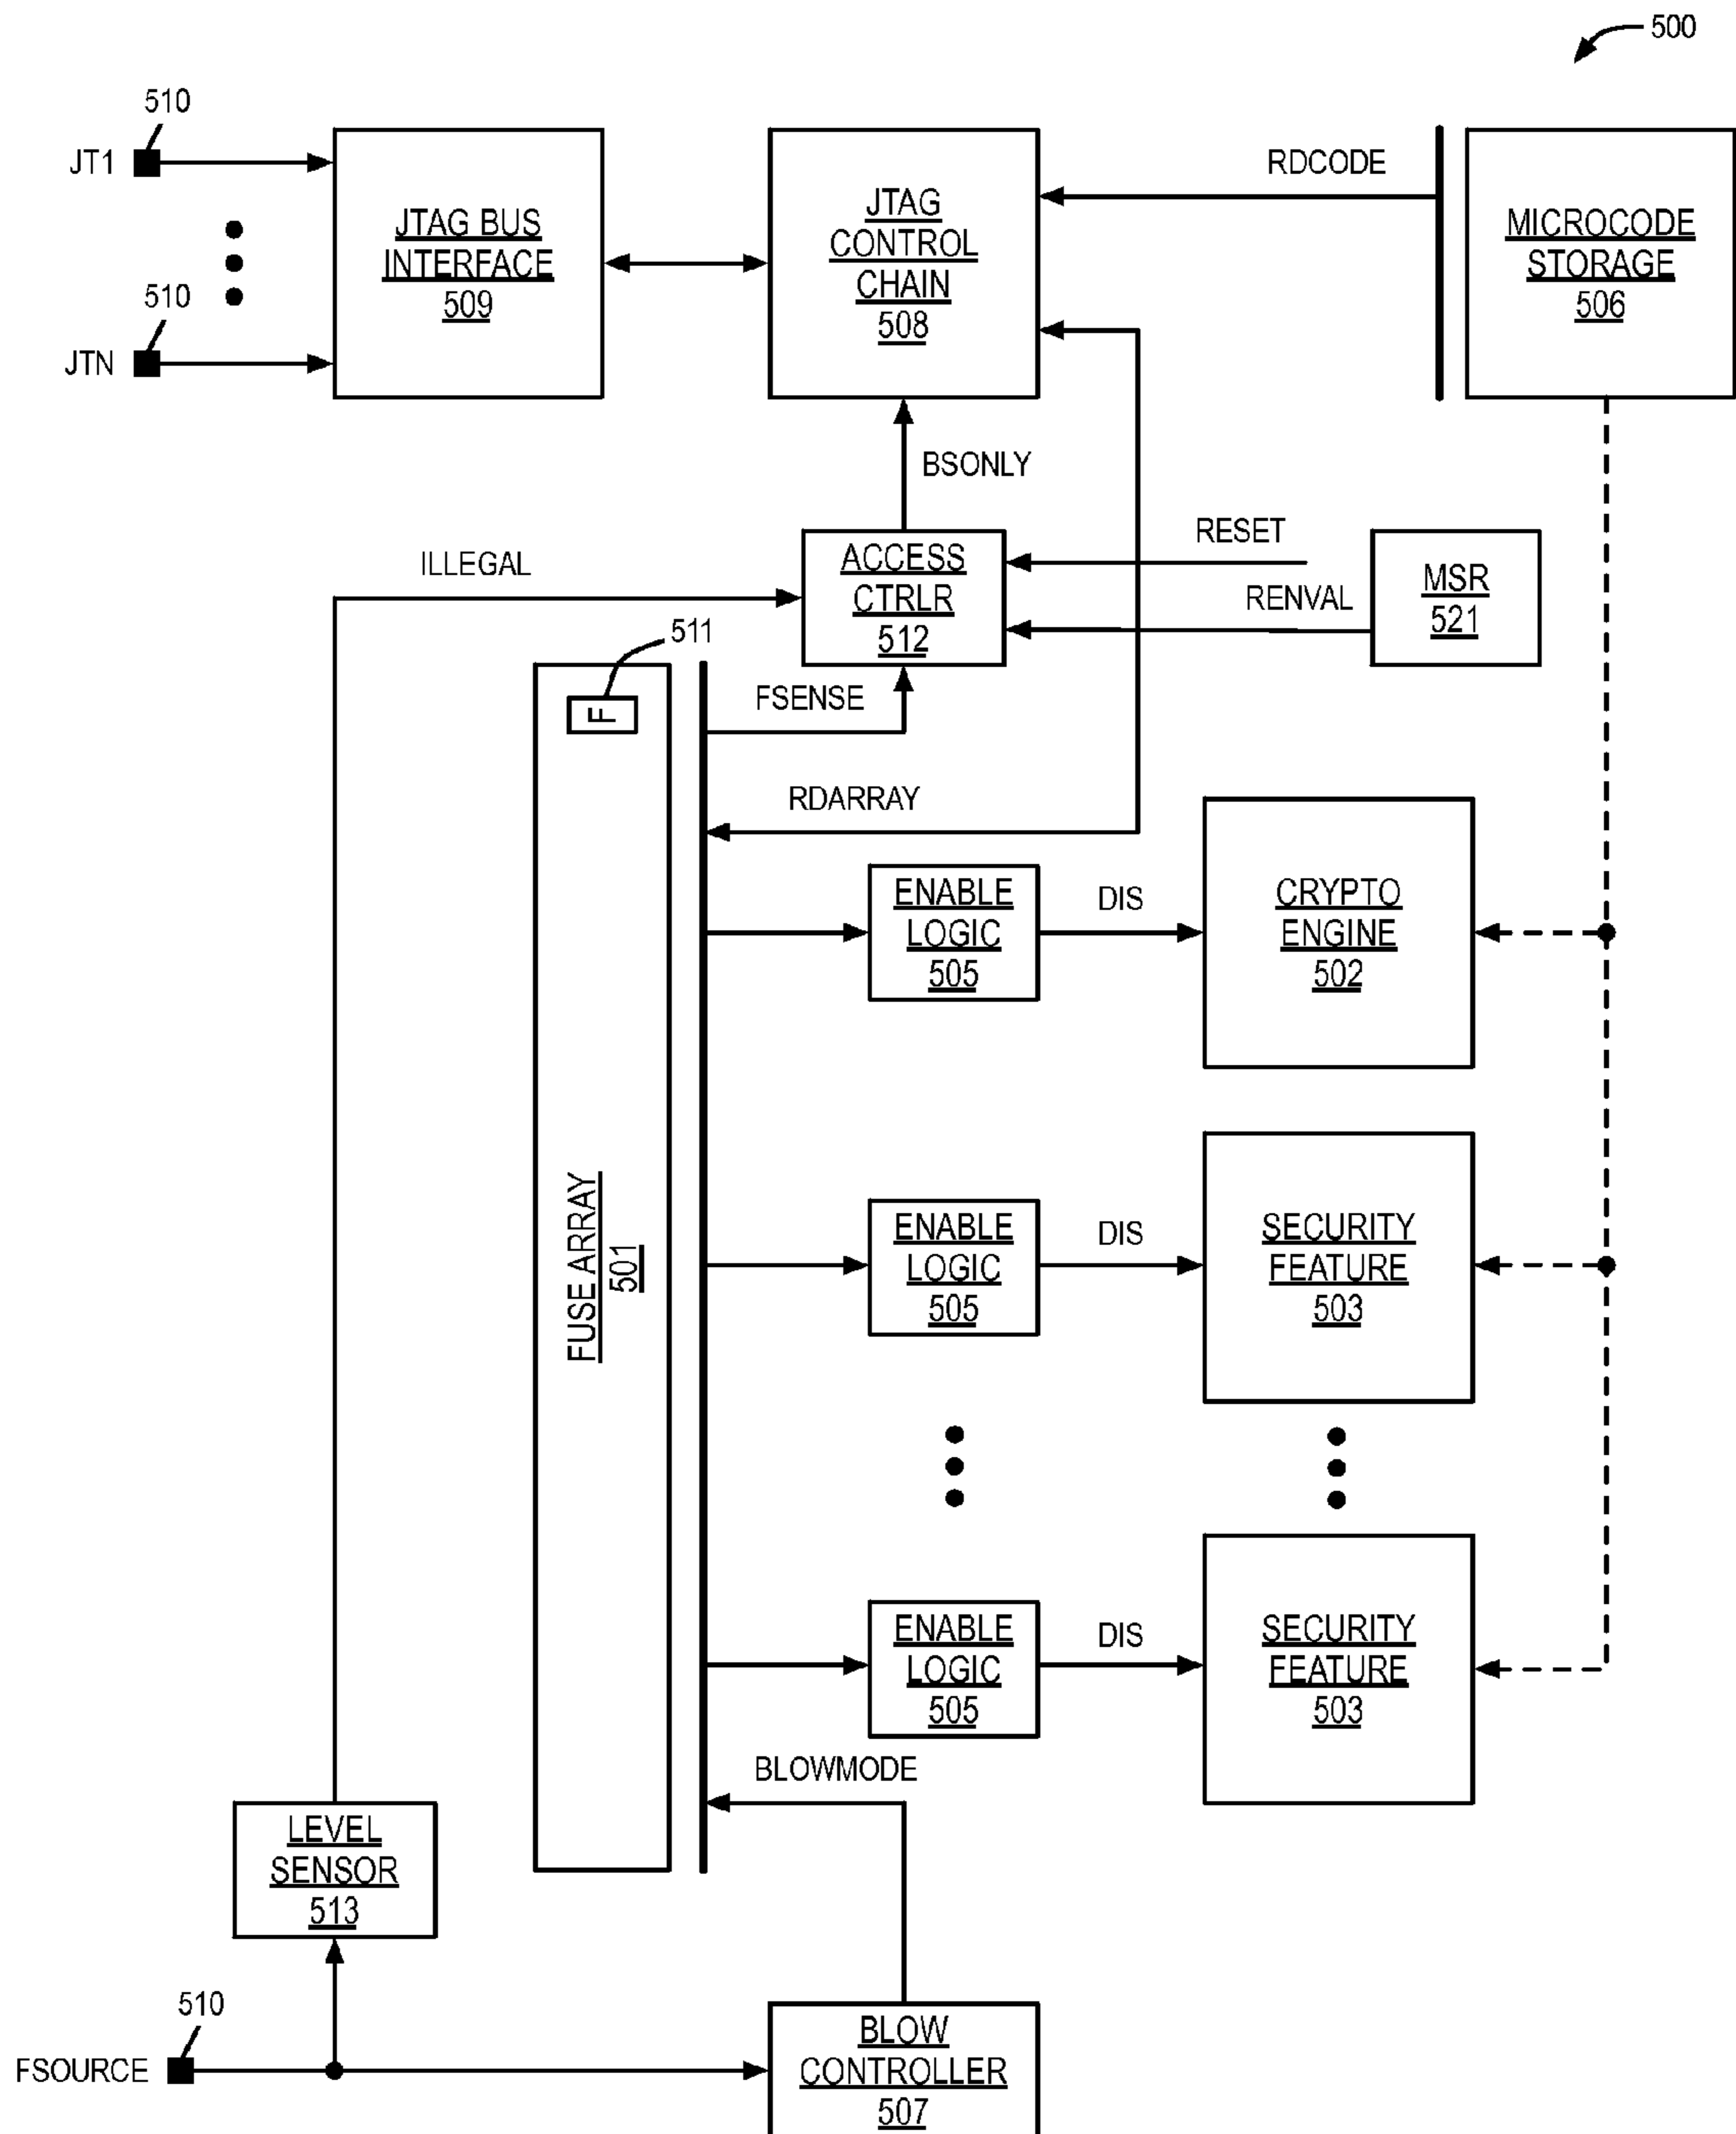 500
510
JT1
JTAG BUS
INTERFACE
509
510
JTN
JTAG
CONTROL
CHAIN
508
RDCODE
MICROCODE
STORAGE
506
BSONLY
ILLEGAL
ACCESS
CTRLR
512
RESET
RENVAL
MSR
521
511
F
FSENSE
RDARRAY
ENABLE
LOGIC
505
DIS
CRYPTO
ENGINE
502
FUSE ARRAY
501
ENABLE
LOGIC
505
DIS
SECURITY
FEATURE
503
ENABLE
LOGIC
505
DIS
SECURITY
FEATURE
503
BLOWMODE
LEVEL
SENSOR
513
510
FSOURCE
BLOW
CONTROLLER
507